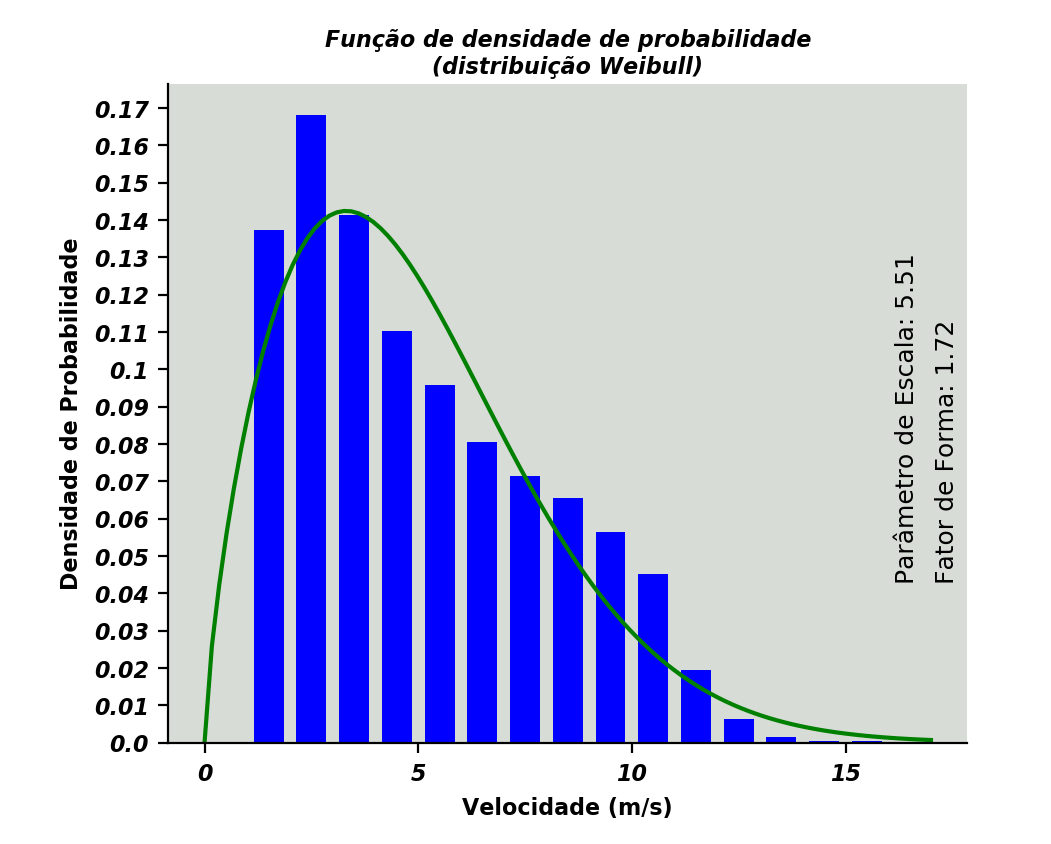 Função de densidade de probabilidade
(distribuição Weibull)
Densidade de Probabilidade
0.17
0.16
0.15
0.14
0.13
0.12
0.11
0.1
0.09
0.08
0.07
0.06
0.05
0.04
0.03
0.02
0.01
0.0
Parâmetro de Escala: 5.51
Fator de Forma: 1.72
0 5 10 15
Velocidade (m/s)